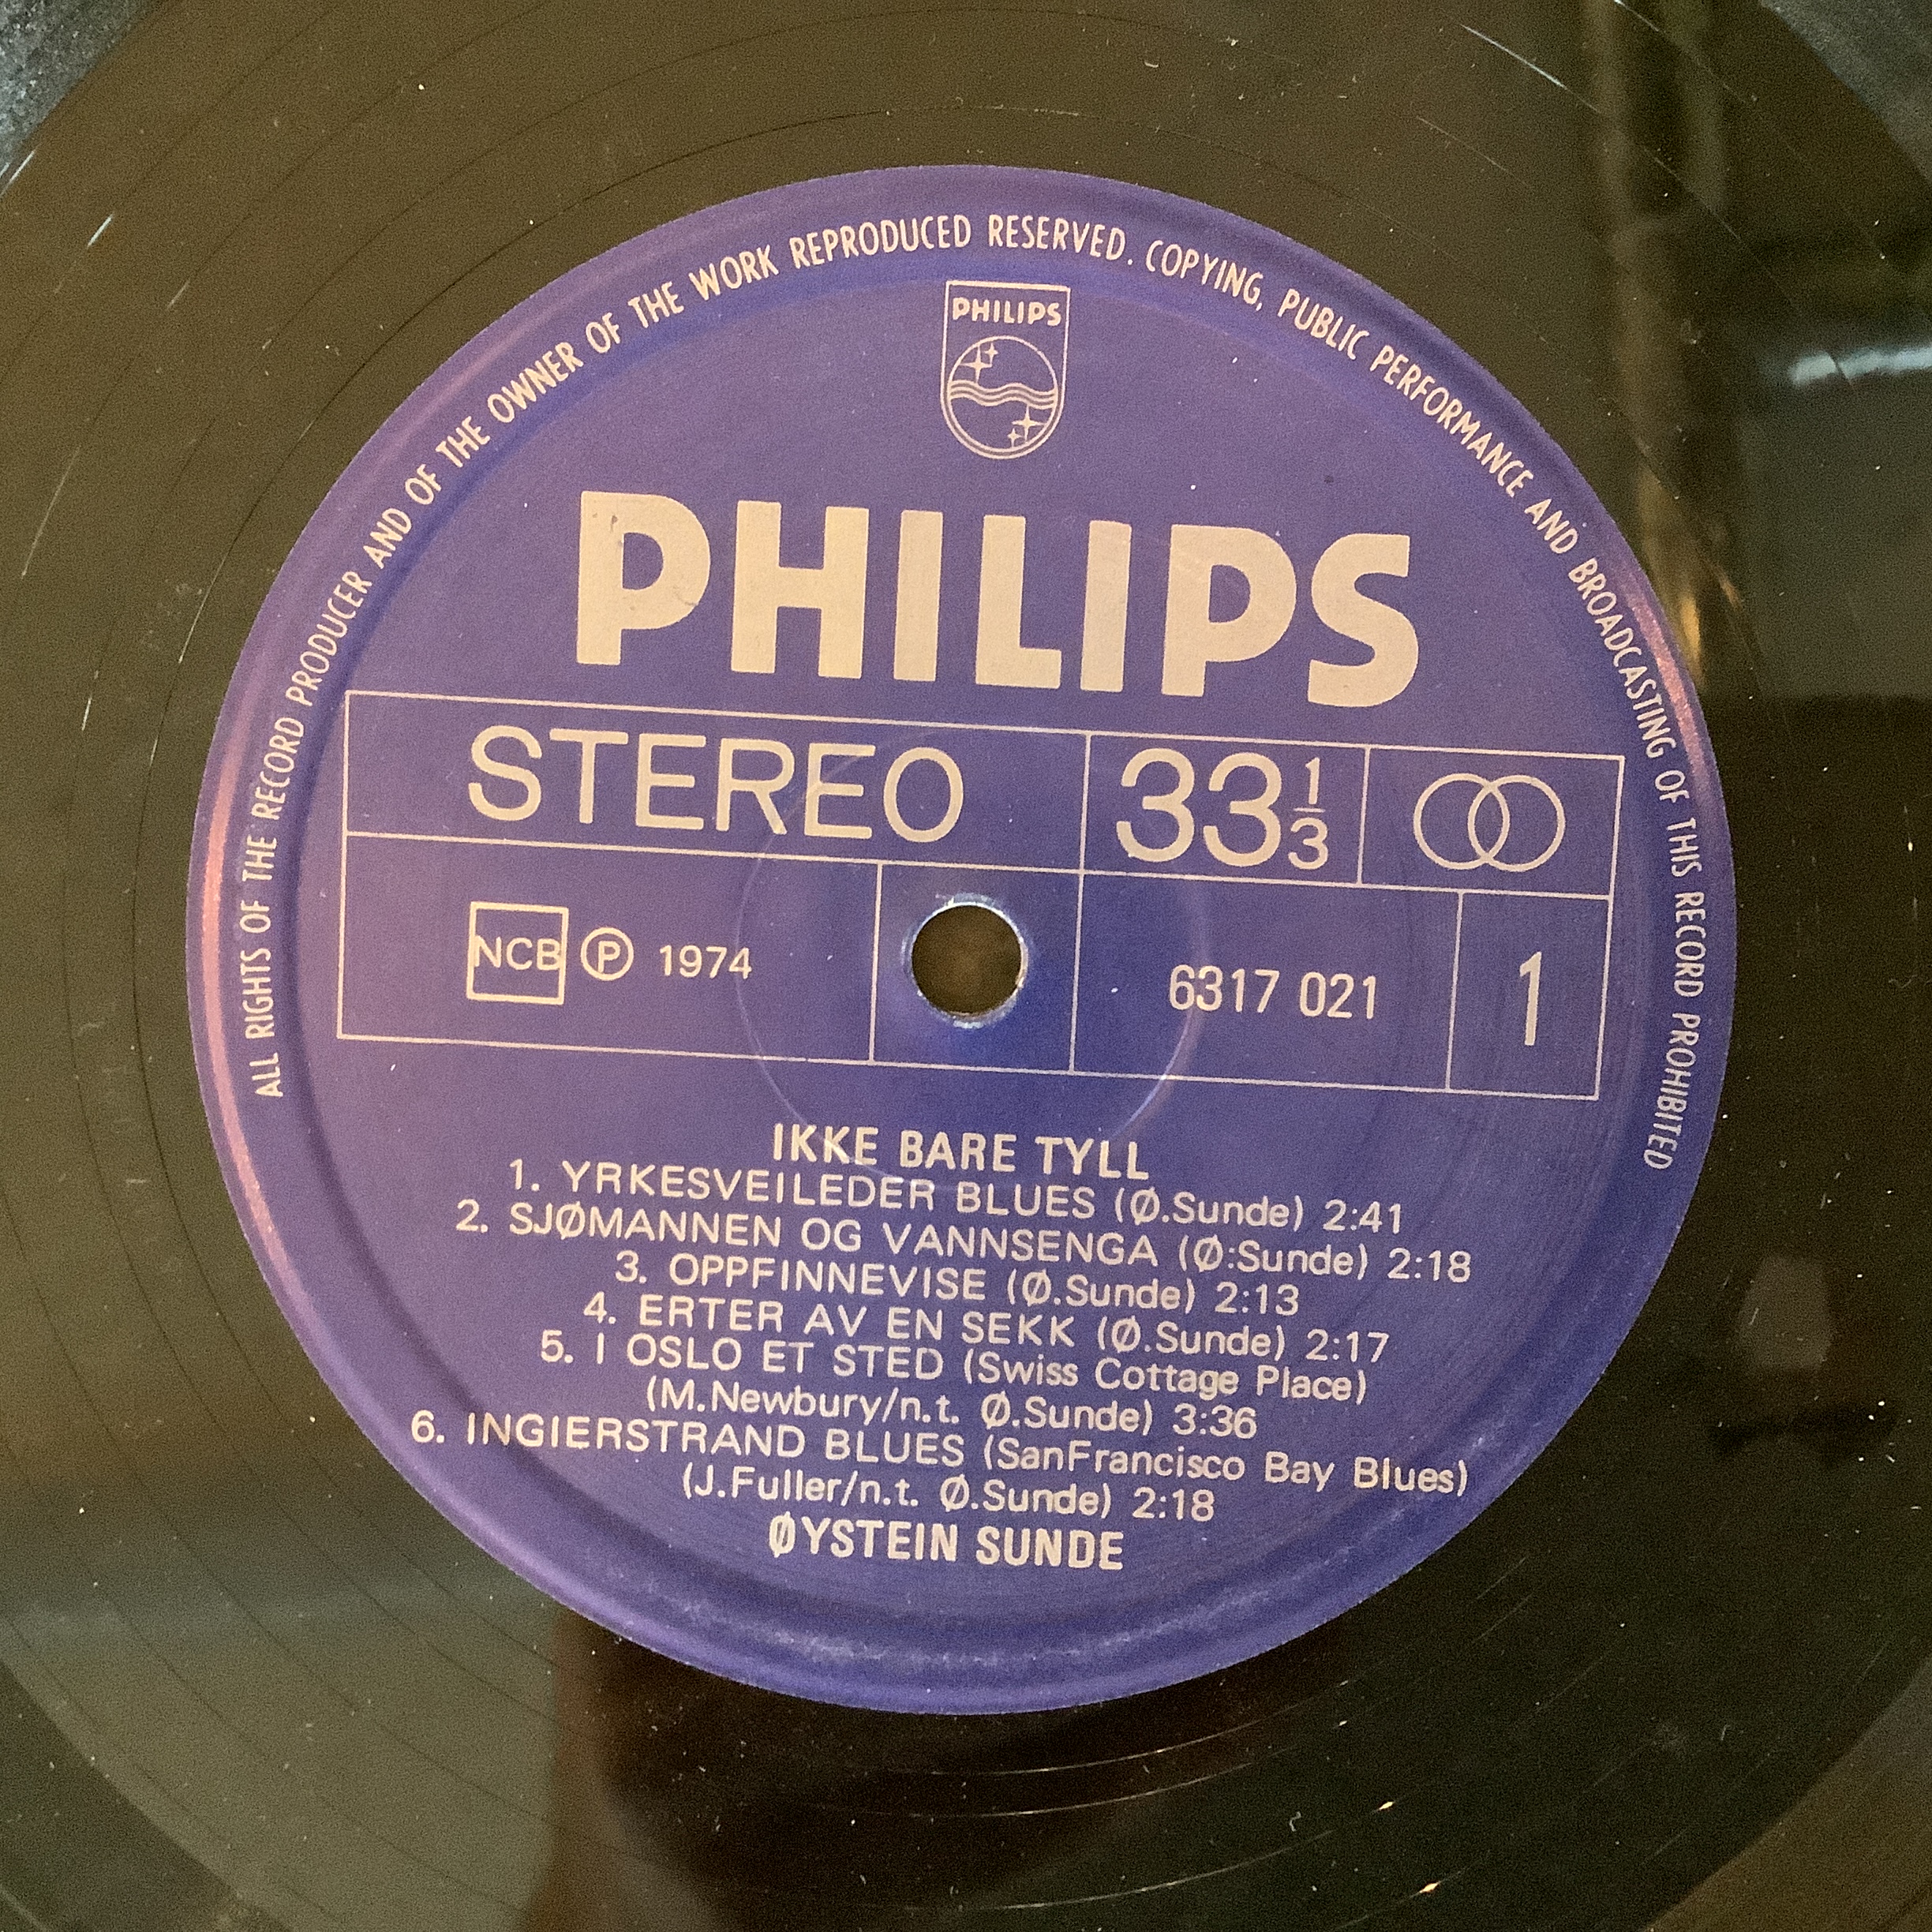 ALL RIGHTS OF THE RECORD PRODUCER AND OF THE OWNER OF THE WORK REPRODUCED RESERVED. COPYING, PUBLIC PERFORMANCE AND BROADCASTING OF THIS RECORD PROHIBITED
PHILIPS
PHILIPS
STEREO 33 1/3
NCB Ⓟ 1974 6317 021 1
IKKE BARE TYLL
1. YRKESVEILEDER BLUES (Ø.Sunde) 2:41
2. SJØMANNEN OG VANNSENGA (Ø:Sunde) 2:18
3. OPPFINNEVISE (Ø.Sunde) 2:13
4. ERTER AV EN SEKK (Ø.Sunde) 2:17
5. I OSLO ET STED (Swiss Cottage Place)
(M.Newbury/n.t. Ø.Sunde) 3:36
6. INGIERSTRAND BLUES (SanFrancisco Bay Blues)
(J.Fuller/n.t. Ø.Sunde) 2:18
ØYSTEIN SUNDE